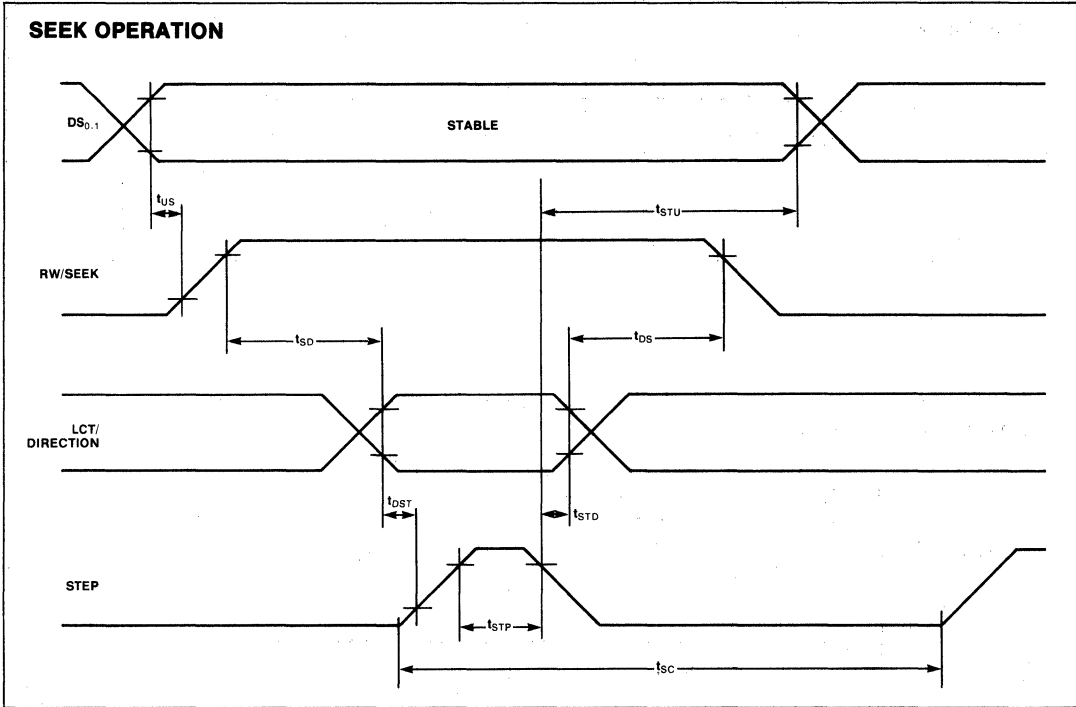 SEEK OPERATION
DS0,1
STABLE
tUS
tSTU
RW/SEEK
tSD
tDS
LCT/
DIRECTION
tDST
tSTD
STEP
tSTP
tSC